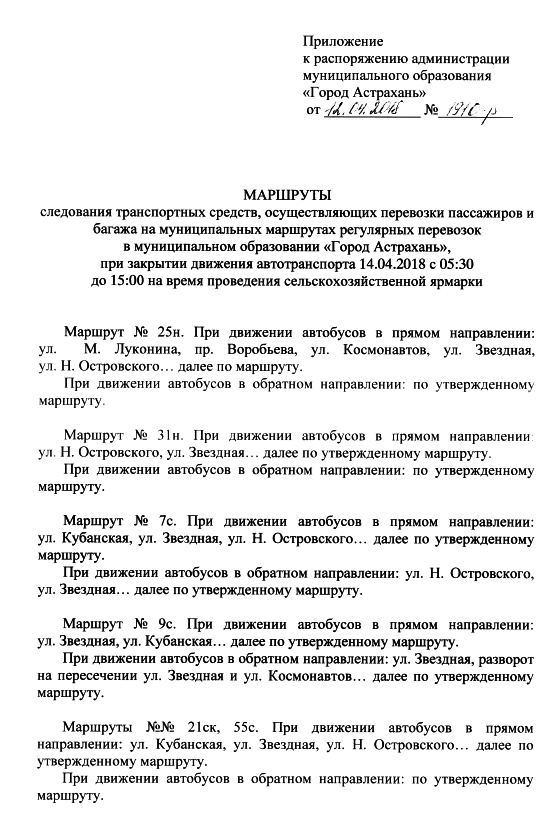 Приложение
к распоряжению администрации
муниципального образования
«Город Астрахань»
от 12.04.2018 № 1910-р
МАРШРУТЫ
следования транспортных средств, осуществляющих перевозки пассажиров и
багажа на муниципальных маршрутах регулярных перевозок
в муниципальном образовании «Город Астрахань»,
при закрытии движения автотранспорта 14.04.2018 с 05:30
до 15:00 на время проведения сельскохозяйственной ярмарки
Маршрут № 25н. При движении автобусов в прямом направлении:
ул. М. Луконина, пр. Воробьева, ул. Космонавтов, ул. Звездная,
ул. Н. Островского… далее по маршруту.
При движении автобусов в обратном направлении: по утвержденному
маршруту.
Маршрут № 31н. При движении автобусов в прямом направлении:
ул. Н. Островского, ул. Звездная… далее по утвержденному маршруту.
При движении автобусов в обратном направлении: по утвержденному
маршруту.
Маршрут № 7с. При движении автобусов в прямом направлении:
ул. Кубанская, ул. Звездная, ул. Н. Островского… далее по утвержденному
маршруту.
При движении автобусов в обратном направлении: ул. Н. Островского,
ул. Звездная… далее по утвержденному маршруту.
Маршрут № 9с. При движении автобусов в прямом направлении:
ул. Звездная, ул. Кубанская… далее по утвержденному маршруту.
При движении автобусов в обратном направлении: ул. Звездная, разворот
на пересечении ул. Звездная и ул. Космонавтов… далее по утвержденному
маршруту.
Маршруты №№ 21ск, 55с. При движении автобусов в прямом
направлении: ул. Кубанская, ул. Звездная, ул. Н. Островского… далее по
утвержденному маршруту.
При движении автобусов в обратном направлении: по утвержденному
маршруту.